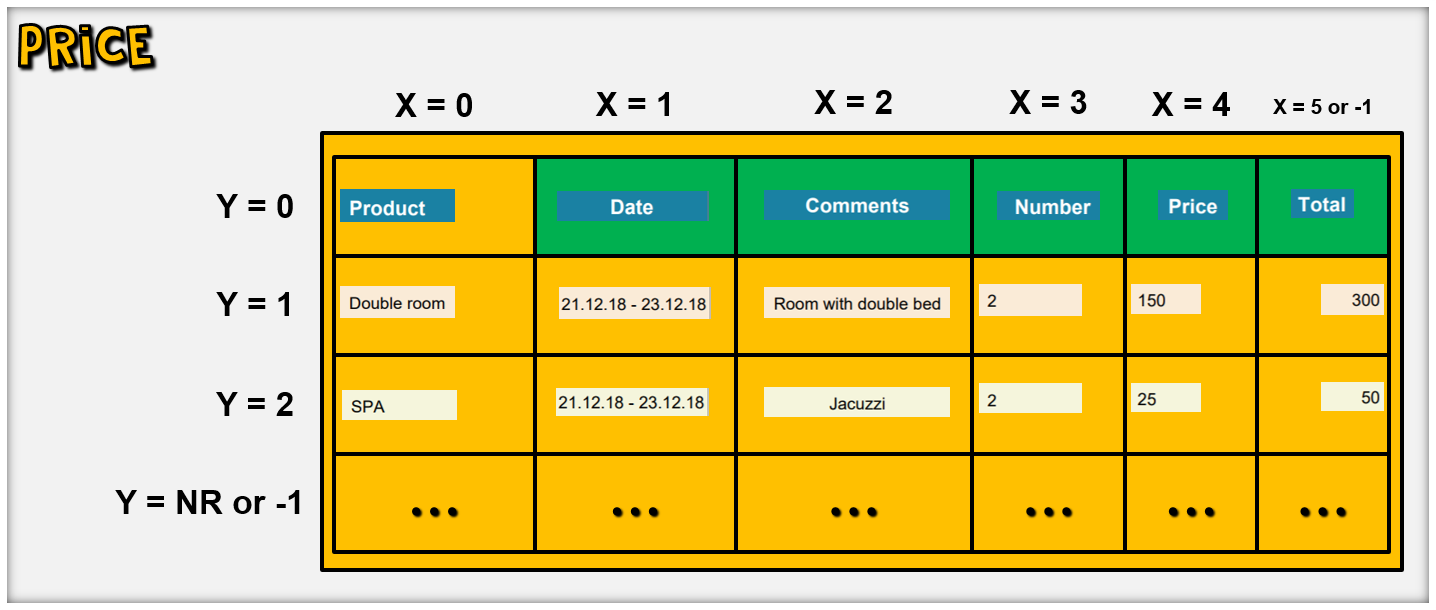 PRiCE
X = 0 X = 1 X = 2 X = 3 X = 4 X = 5 or -1
Y = 0 Product Date Comments Number Price Total
Y = 1 Double room 21.12.18 - 23.12.18 Room with double bed 2 150 300
Y = 2 SPA 21.12.18 - 23.12.18 Jacuzzi 2 25 50
Y = NR or -1 ... ... ... ... ... ...